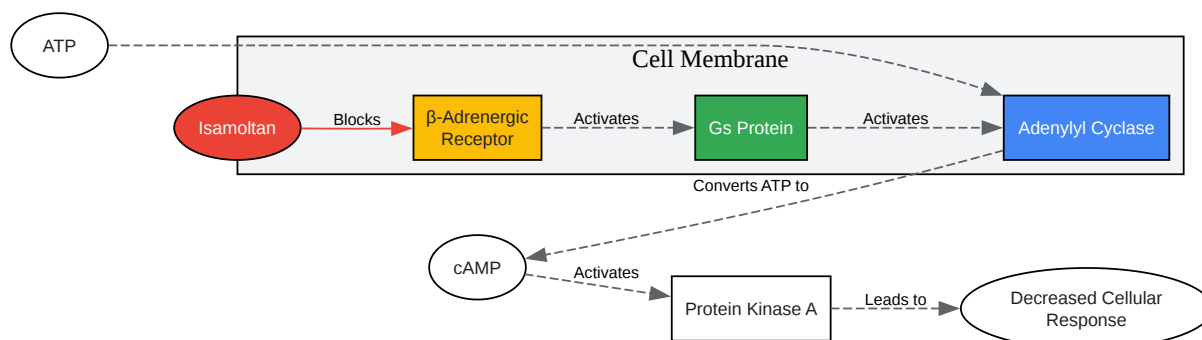 ATP
Cell Membrane
Isamoltan
Blocks
β-Adrenergic
Receptor
Activates
Gs Protein
Activates
Adenylyl Cyclase
Converts ATP to
cAMP
Activates
Protein Kinase A
Leads to
Decreased Cellular
Response